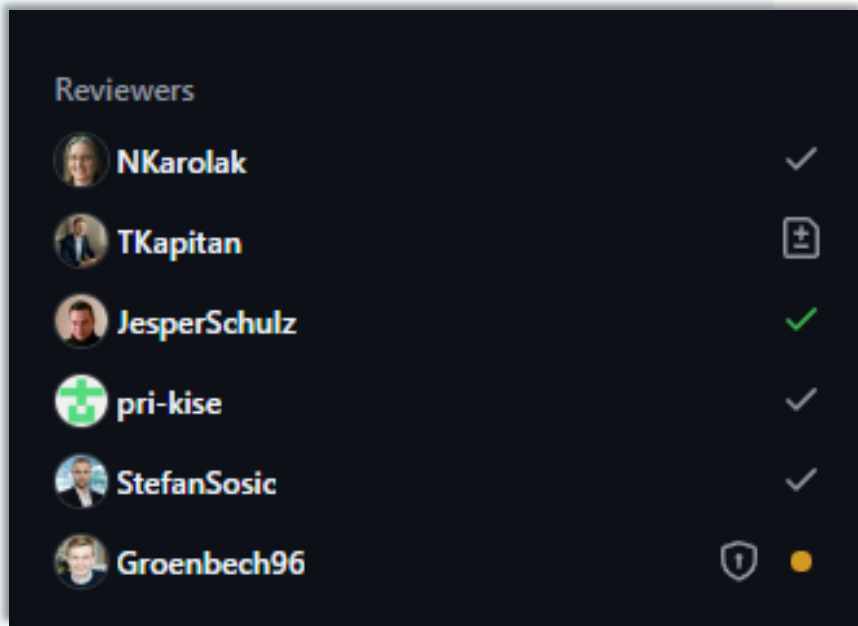 Reviewers
NKarolak
TKapitan
JesperSchulz
pri-kise
StefanSosic
Groenbech96